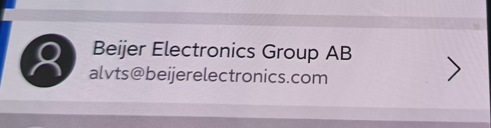 Beijer Electronics Group AB
alvts@beijerelectronics.com